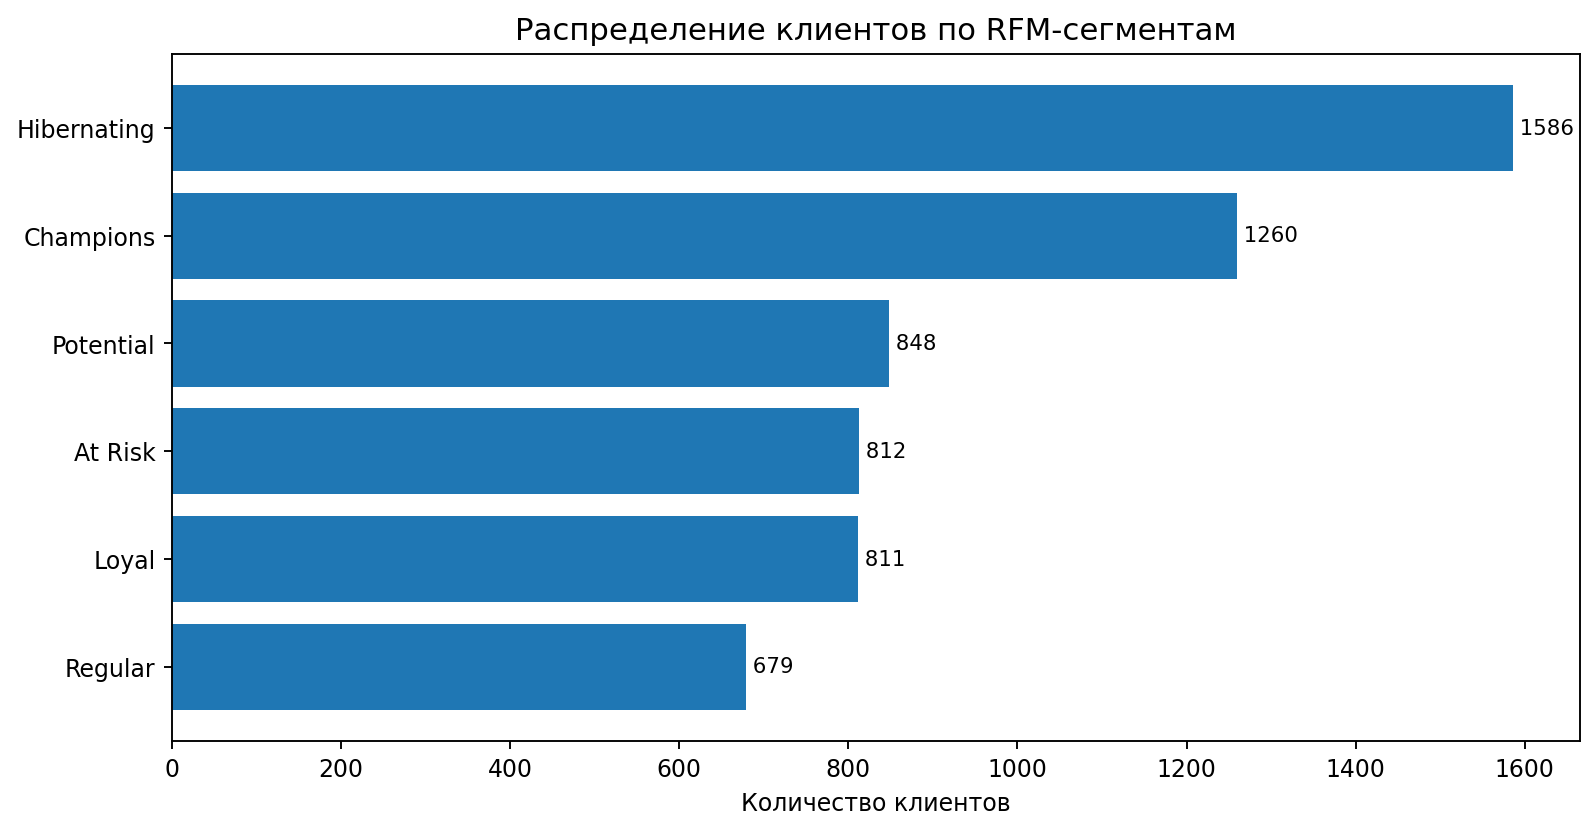 Распределение клиентов по RFM-сегментам
Hibernating 1586
Champions 1260
Potential 848
At Risk 812
Loyal 811
Regular 679
0 200 400 600 800 1000 1200 1400 1600
Количество клиентов